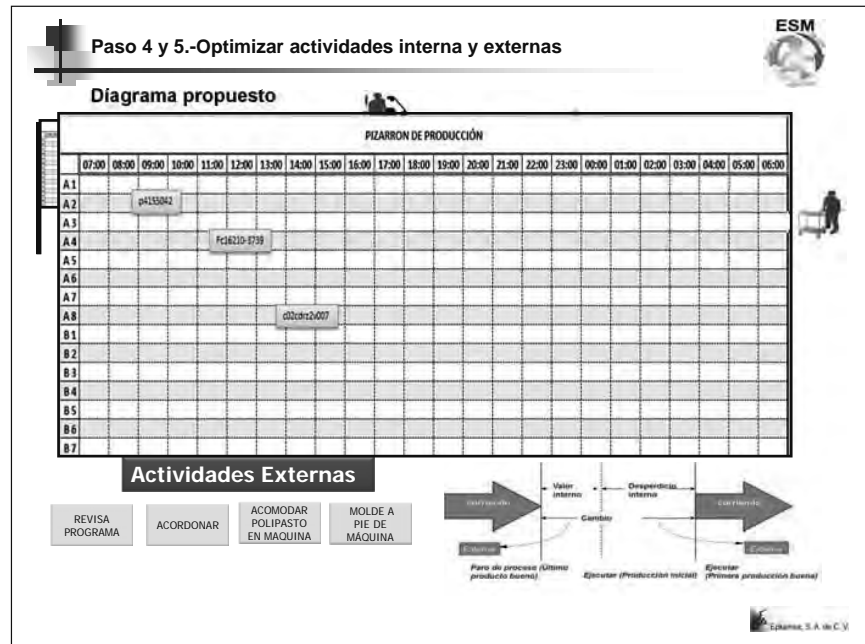 ESM
Paso 4 y 5.-Optimizar actividades interna y externas
Diagrama propuesto
PIZARRON DE PRODUCCIÓN
07:00 08:00 09:00 10:00 11:00 12:00 13:00 14:00 15:00 16:00 17:00 18:00 19:00 20:00 21:00 22:00 23:00 00:00 01:00 02:00 03:00 04:00 05:00 06:00
A1
A2 p4155042
A3
A4 Fc16210-3739
A5
A6
A7
A8 c02cdrz2v007
B1
B2
B3
B4
B5
B6
B7
Actividades Externas
REVISA
PROGRAMA
ACORDONAR
ACOMODAR
POLIPASTO
EN MAQUINA
MOLDE A
PIE DE
MÁQUINA
Valor
interno
Desperdicio
interno
corriendo
corriendo
Cambio
Externo
Externo
Paro de proceso (Último
producto bueno)
Ejecutar (Producción inicial)
Ejecutar
(Primera producción buena)
S. A. de C. V.